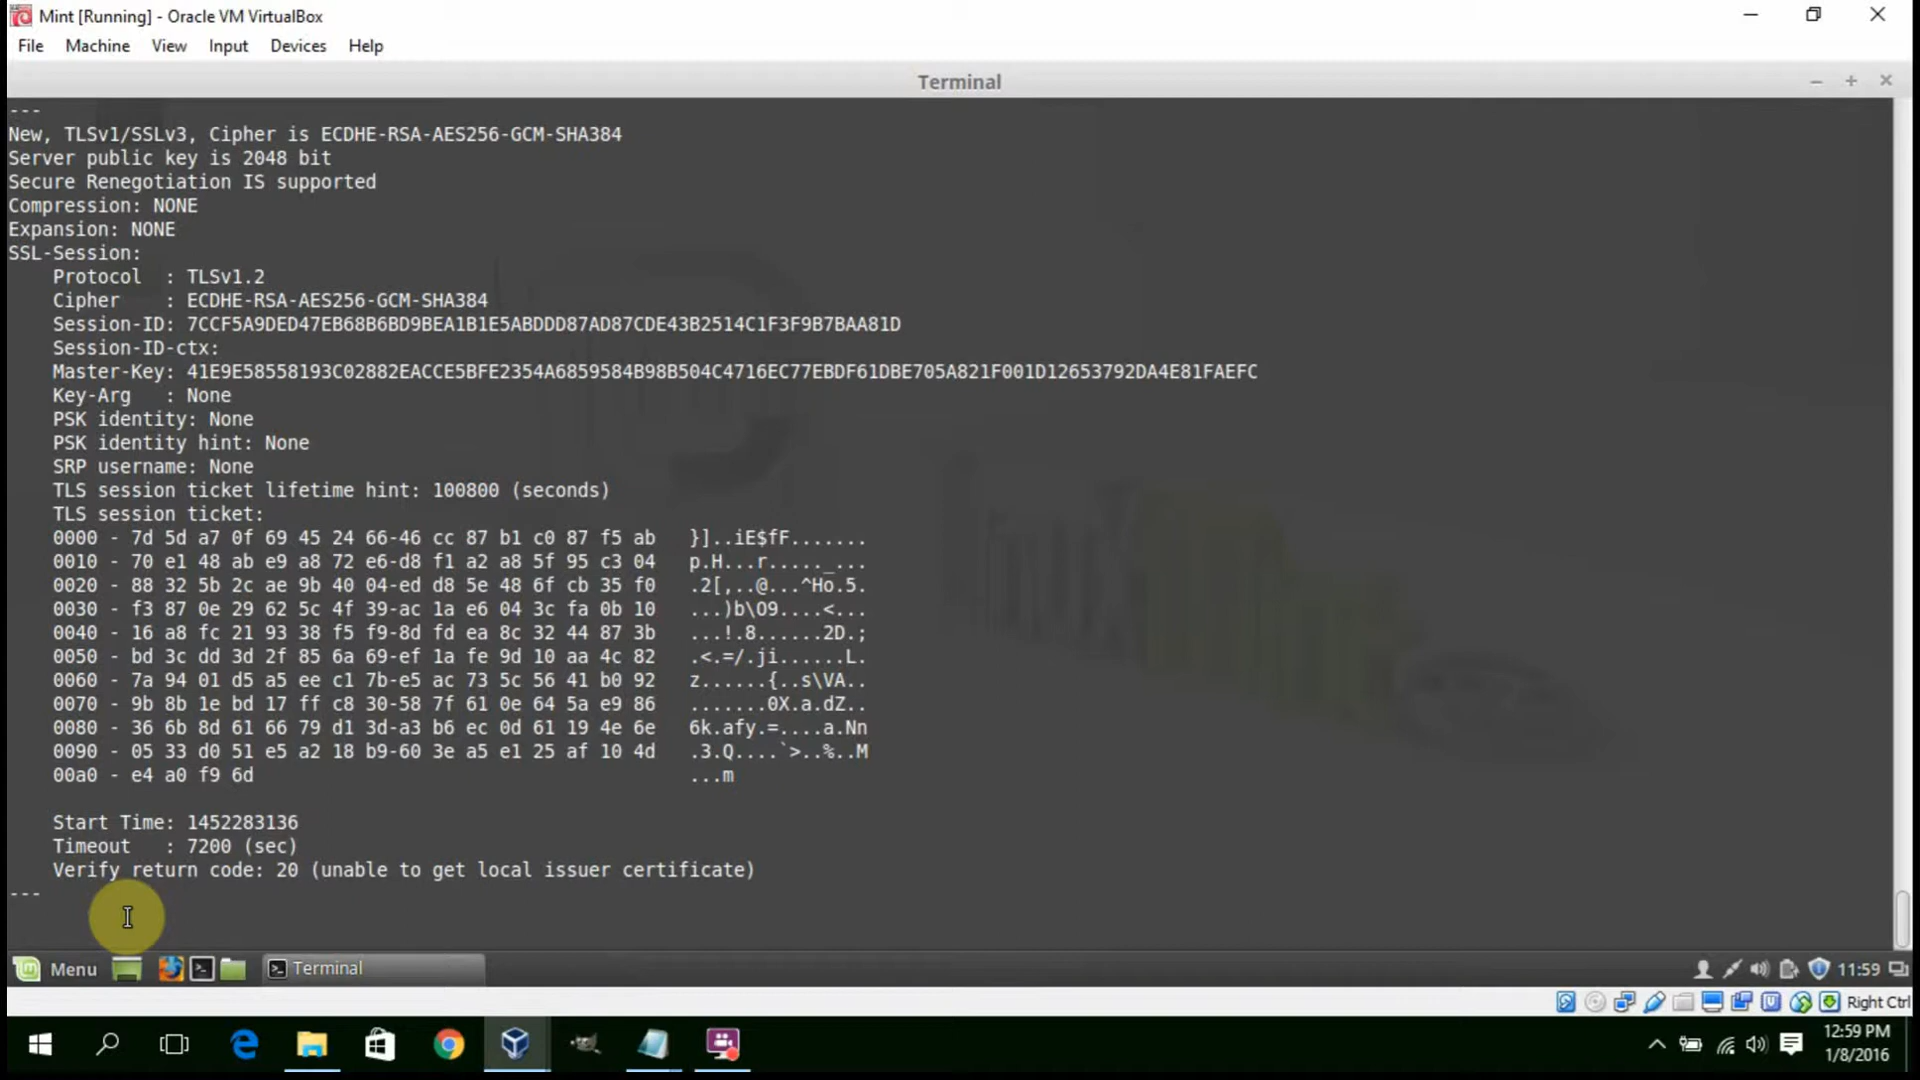 Mint [Running] - Oracle VM VirtualBox
File Machine View Input Devices Help
Terminal
---
New, TLSv1/SSLv3, Cipher is ECDHE-RSA-AES256-GCM-SHA384
Server public key is 2048 bit
Secure Renegotiation IS supported
Compression: NONE
Expansion: NONE
SSL-Session:
    Protocol  : TLSv1.2
    Cipher    : ECDHE-RSA-AES256-GCM-SHA384
    Session-ID: 7CCF5A9DED47EB68B6BD9BEA1B1E5ABDDD87AD87CDE43B2514C1F3F9B7BAA81D
    Session-ID-ctx:
    Master-Key: 41E9E58558193C02882EACCE5BFE2354A6859584B98B504C4716EC77EBDF61DBE705A821F001D12653792DA4E81FAEFC
    Key-Arg   : None
    PSK identity: None
    PSK identity hint: None
    SRP username: None
    TLS session ticket lifetime hint: 100800 (seconds)
    TLS session ticket:
    0000 - 7d 5d a7 0f 69 45 24 66-46 cc 87 b1 c0 87 f5 ab   }]..iE$fF.......
    0010 - 70 e1 48 ab e9 a8 72 e6-d8 f1 a2 a8 5f 95 c3 04   p.H...r....._...
    0020 - 88 32 5b 2c ae 9b 40 04-ed d8 5e 48 6f cb 35 f0   .2[,..@...^Ho.5.
    0030 - f3 87 0e 29 62 5c 4f 39-ac 1a e6 04 3c fa 0b 10   ...)b\O9....<...
    0040 - 16 a8 fc 21 93 38 f5 f9-8d fd ea 8c 32 44 87 3b   ...!.8......2D.;
    0050 - bd 3c dd 3d 2f 85 6a 69-ef 1a fe 9d 10 aa 4c 82   .<.=/.ji......L.
    0060 - 7a 94 01 d5 a5 ee c1 7b-e5 ac 73 5c 56 41 b0 92   z......{..s\VA..
    0070 - 9b 8b 1e bd 17 ff c8 30-58 7f 61 0e 64 5a e9 86   .......0X.a.dZ..
    0080 - 36 6b 8d 61 66 79 d1 3d-a3 b6 ec 0d 61 19 4e 6e   6k.afy.=....a.Nn
    0090 - 05 33 d0 51 e5 a2 18 b9-60 3e a5 e1 25 af 10 4d   .3.Q....`>..%..M
    00a0 - e4 a0 f9 6d                                       ...m
    Start Time: 1452283136
    Timeout   : 7200 (sec)
    Verify return code: 20 (unable to get local issuer certificate)
---
Menu Terminal 11:59
Right Ctrl
12:59 PM
1/8/2016